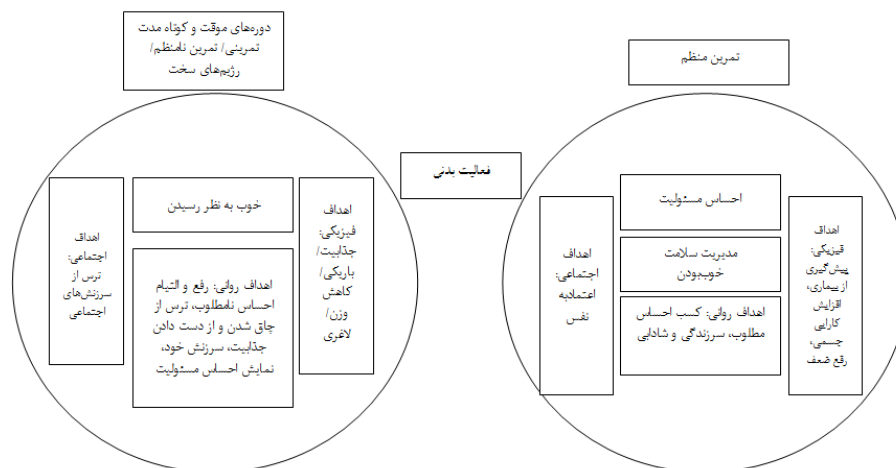 تمرین منظم
احساس مسئولیت
اهداف
فیزیکی:
پیش‌گیری
از بیماری،
افزایش
کارایی
جسمی،
رفع ضعف
مدیریت سلامت
خوب‌بودن
اهداف روانی: کسب احساس
مطلوب، سرزندگی و شادابی
اهداف
اجتماعی:
اعتمادبه
نفس
فعالیت بدنی
دوره‌های موقت و کوتاه مدت
تمرینی/ تمرین نامنظم/
رژیم‌های سخت
اهداف
فیزیکی:
جذابیت/
باریکی/
کاهش
وزن/
لاغری
خوب به نظر رسیدن
اهداف روانی: رفع و التیام
احساس نامطلوب، ترس از
چاق شدن و از دست دادن
جذابیت، سرزنش خود،
نمایش احساس مسئولیت
اهداف
اجتماعی:
ترس از
سرزنش‌های
اجتماعی